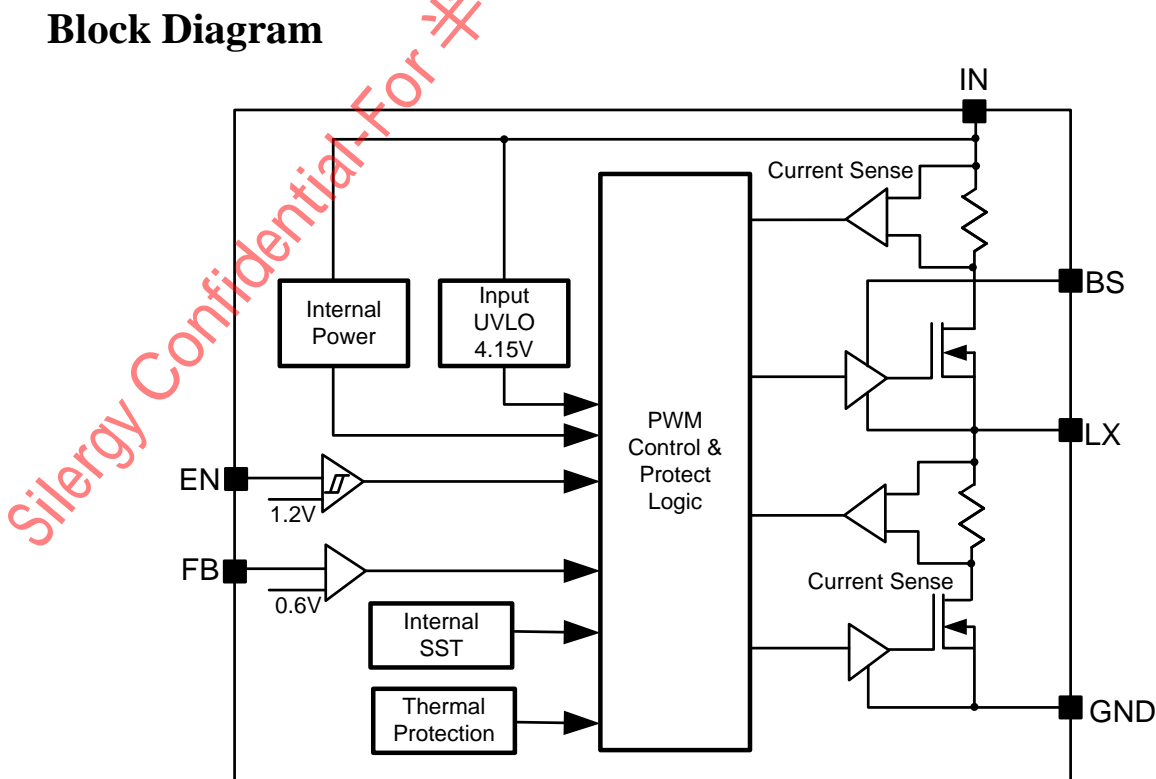 Block Diagram
Silergy Confidential-For 半
IN
Current Sense
BS
Internal
Power
Input
UVLO
4.15V
PWM
Control &
Protect
Logic
LX
EN
1.2V
FB
0.6V
Current Sense
Internal
SST
Thermal
Protection
GND